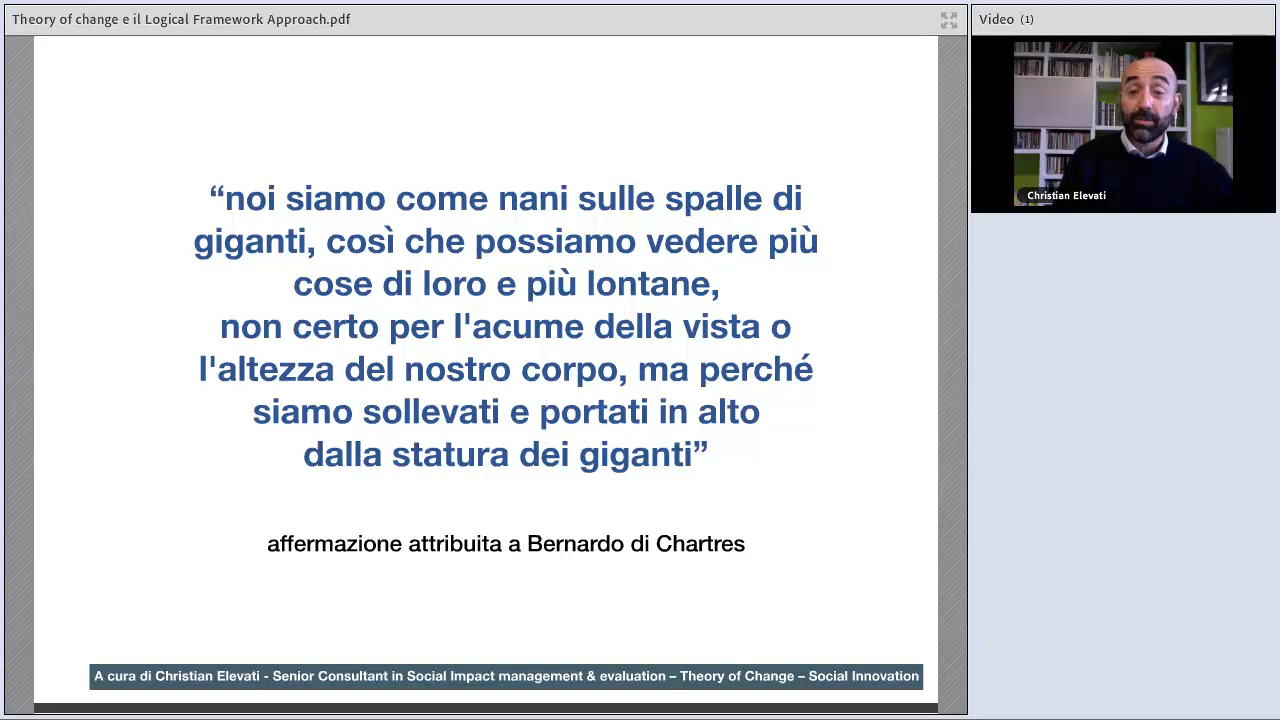 Theory of change e il Logical Framework Approach.pdf
Video (1)
Christian Elevati
“noi siamo come nani sulle spalle di
giganti, così che possiamo vedere più
cose di loro e più lontane,
non certo per l'acume della vista o
l'altezza del nostro corpo, ma perché
siamo sollevati e portati in alto
dalla statura dei giganti”
affermazione attribuita a Bernardo di Chartres
A cura di Christian Elevati - Senior Consultant in Social Impact management & evaluation – Theory of Change – Social Innovation